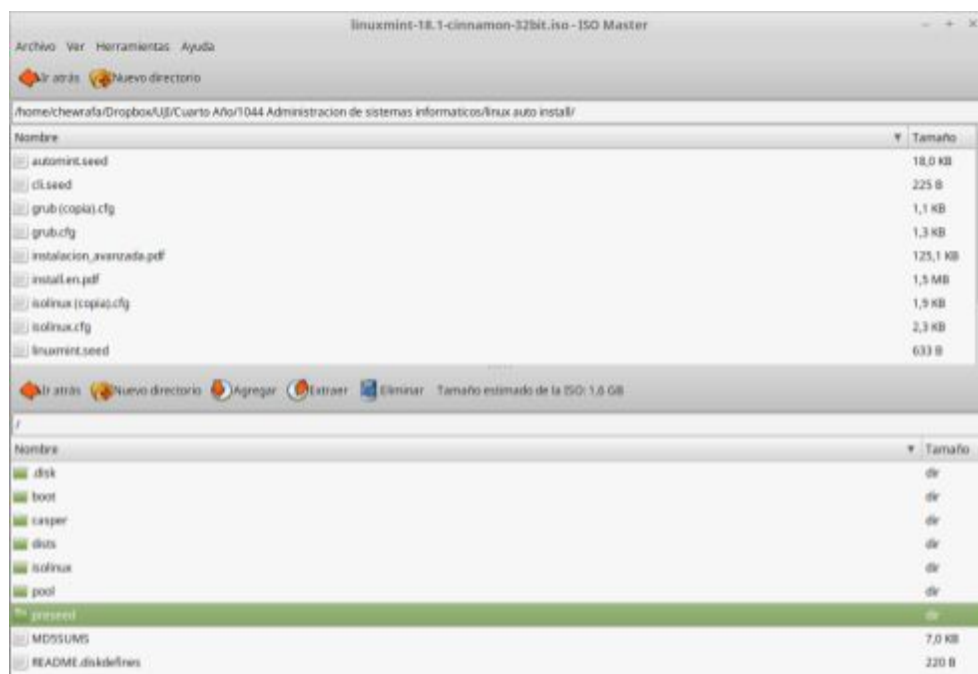 linuxmint-18.1-cinnamon-32bit.iso - ISO Master
Archivo Ver Herramientas Ayuda
Ir atrás Nuevo directorio
/home/chewrafa/Dropbox/UJI/Cuarto Año/1044 Administracion de sistemas informaticos/linux auto install/
Nombre Tamaño
automint.seed 18,0 KB
cli.seed 225 B
grub (copia).cfg 1,1 KB
grub.cfg 1,3 KB
instalacion_avanzada.pdf 125,1 KB
install.en.pdf 1,5 MB
isolinux (copia).cfg 1,9 KB
isolinux.cfg 2,3 KB
linuxmint.seed 633 B
Ir atrás Nuevo directorio Agregar Extraer Eliminar Tamaño estimado de la ISO: 1,6 GB
/
Nombre Tamaño
.disk dir
boot dir
casper dir
dists dir
isolinux dir
pool dir
preseed dir
MD5SUMS 7,0 KB
README.diskdefines 220 B